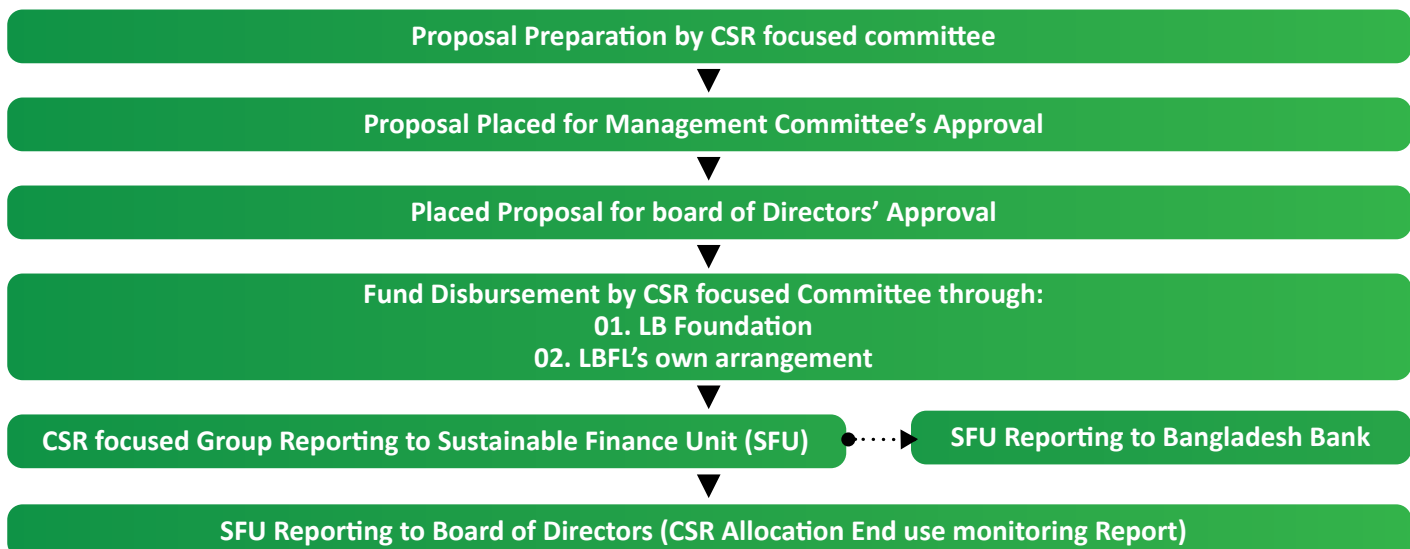 Proposal Preparation by CSR focused committee
Proposal Placed for Management Committee’s Approval
Placed Proposal for board of Directors’ Approval
Fund Disbursement by CSR focused Committee through:
01. LB Foundation
02. LBFL’s own arrangement
CSR focused Group Reporting to Sustainable Finance Unit (SFU)
SFU Reporting to Bangladesh Bank
SFU Reporting to Board of Directors (CSR Allocation End use monitoring Report)